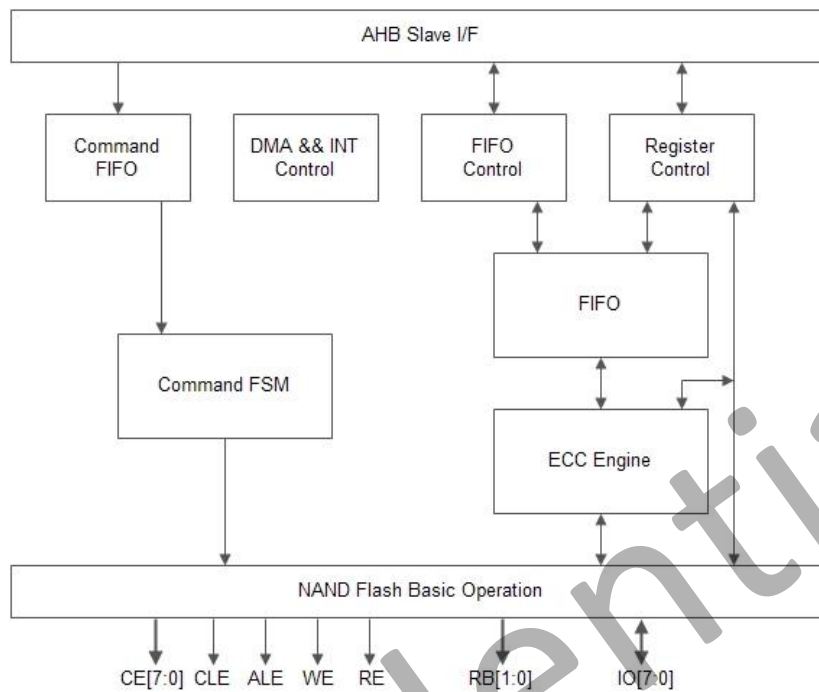 AHB Slave I/F
Command
FIFO
DMA && INT
Control
FIFO
Control
Register
Control
FIFO
Command FSM
ECC Engine
NAND Flash Basic Operation
CE[7:0] CLE ALE WE RE RB[1:0] IO[7:0]